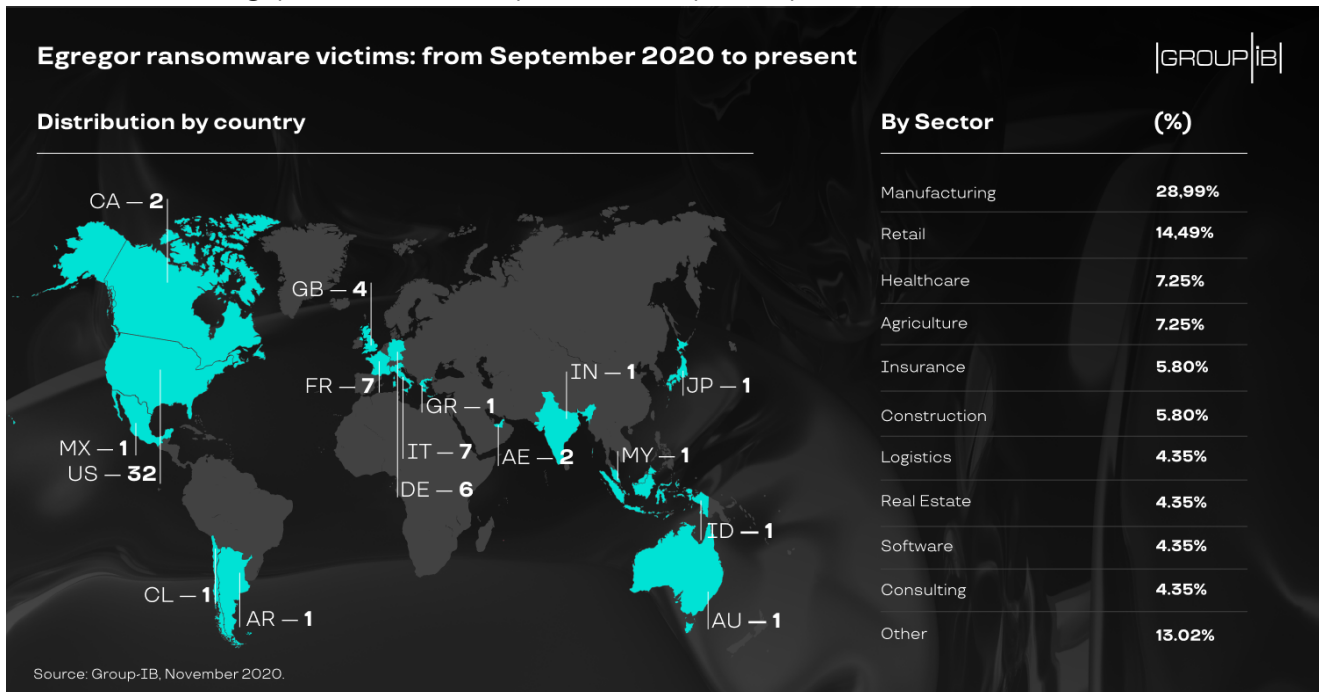 Egregor ransomware victims: from September 2020 to present
GROUP iB
Distribution by country
CA — 2
GB — 4
FR — 7
GR — 1
IN — 1
JP — 1
MX — 1
US — 32
IT — 7
AE — 2
MY — 1
DE — 6
ID — 1
CL — 1
AR — 1
AU — 1
By Sector (%)
Manufacturing 28,99%
Retail 14,49%
Healthcare 7.25%
Agriculture 7.25%
Insurance 5.80%
Construction 5.80%
Logistics 4.35%
Real Estate 4.35%
Software 4.35%
Consulting 4.35%
Other 13.02%
Source: Group-IB, November 2020.